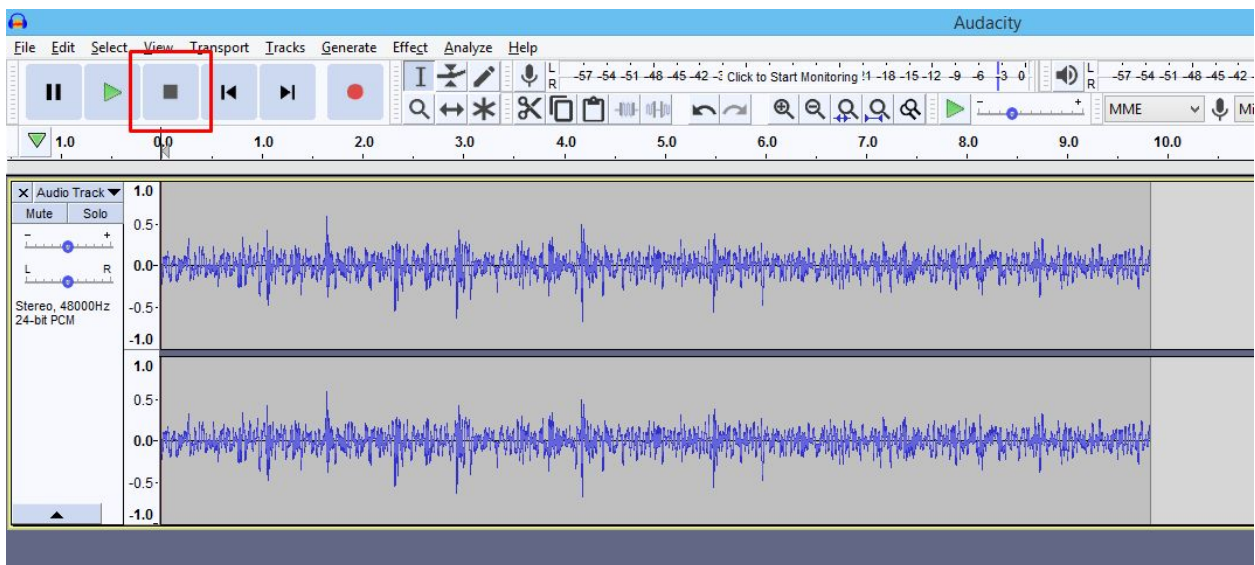 Audacity
File Edit Select View Transport Tracks Generate Effect Analyze Help
L -57 -54 -51 -48 -45 -42 -3 Click to Start Monitoring !1 -18 -15 -12 -9 -6 -3 0 L -57 -54 -51 -48 -45 -42 -
R R
- + MME Mi
1.0 0.0 1.0 2.0 3.0 4.0 5.0 6.0 7.0 8.0 9.0 10.0
X Audio Track 1.0
Mute Solo
0.5
- +
0.0
L R
Stereo, 48000Hz -0.5
24-bit PCM
-1.0
1.0
0.5
0.0
-0.5
-1.0